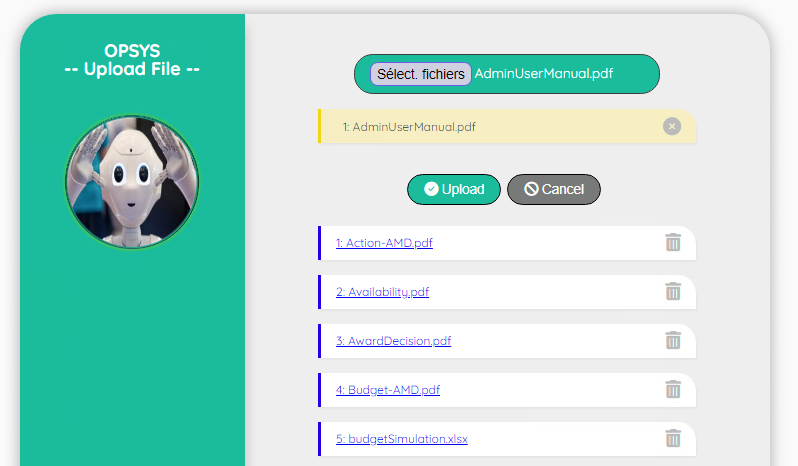 OPSYS
-- Upload File --
Sélect. fichiers AdminUserManual.pdf
1: AdminUserManual.pdf
Upload Cancel
1: Action-AMD.pdf
2: Availability.pdf
3: AwardDecision.pdf
4: Budget-AMD.pdf
5: budgetSimulation.xlsx